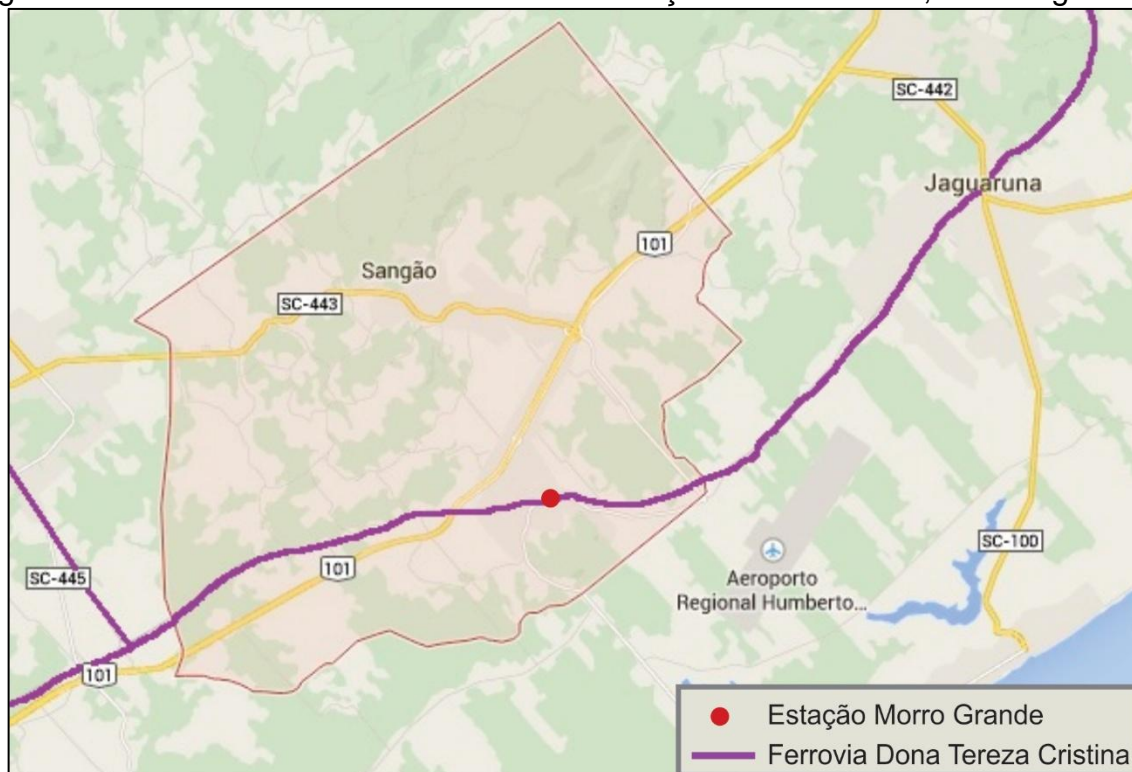 SC-442
Jaguaruna
101
Sangão
SC-443
SC-100
SC-445
101
Aeroporto
Regional Humberto...
101
Estação Morro Grande
Ferrovia Dona Tereza Cristina